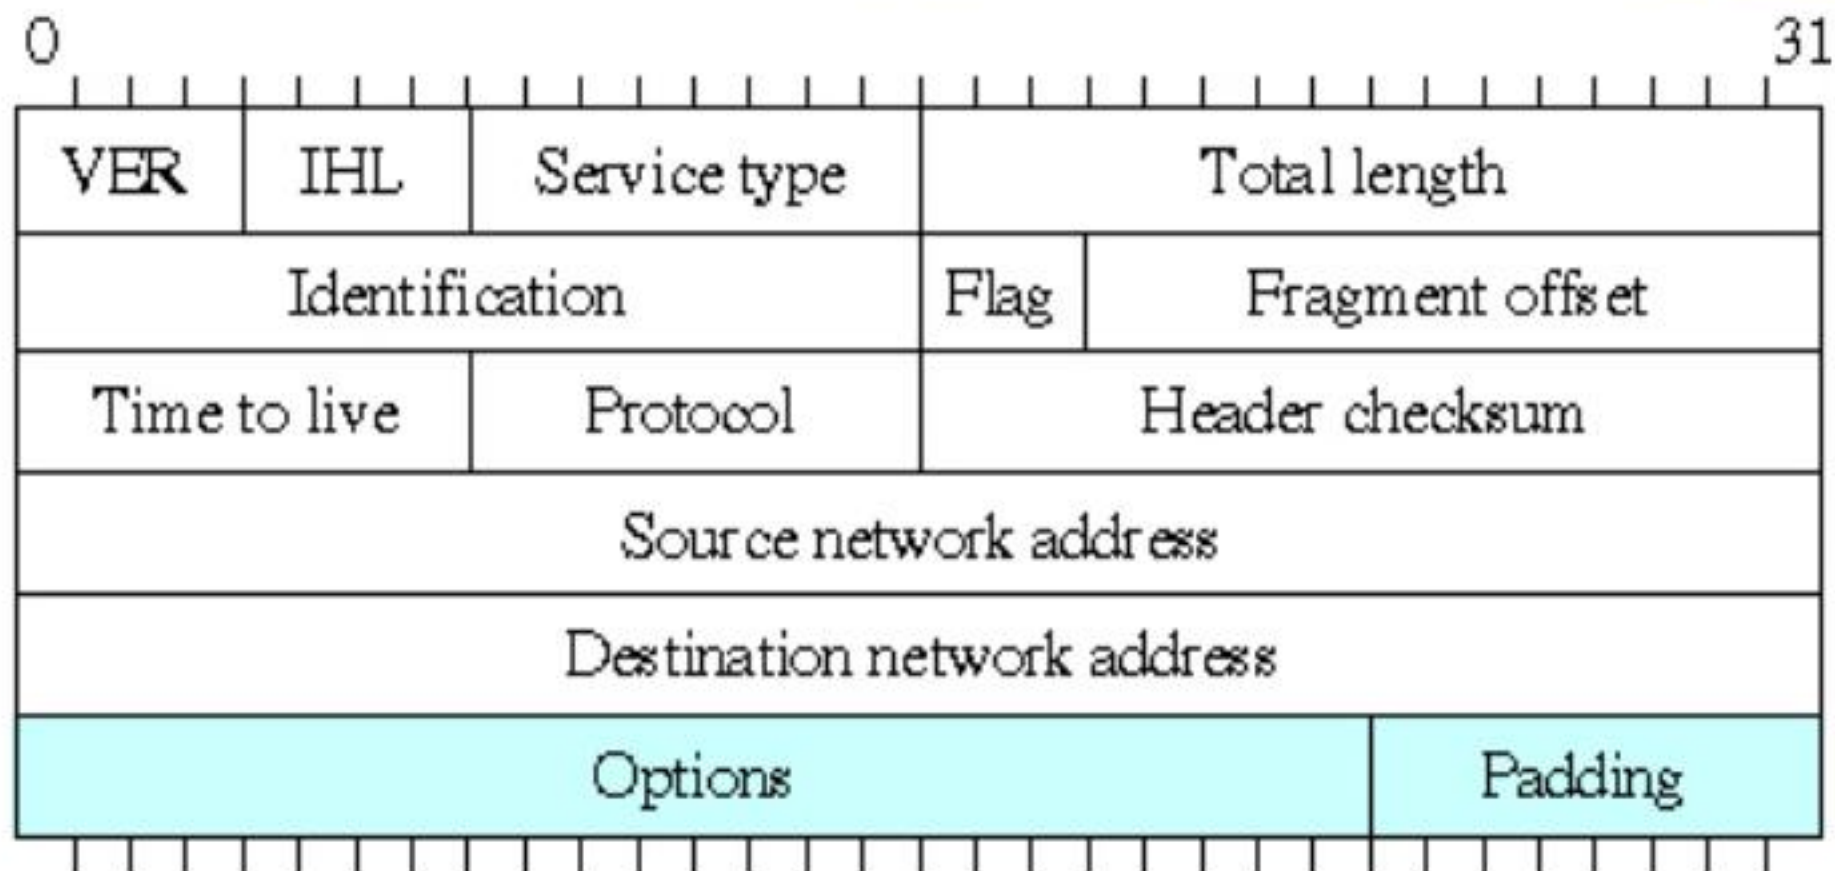 0 31
VER IHL Service type Total length
Identification Flag Fragment offset
Time to live Protocol Header checksum
Source network address
Destination network address
Options Padding